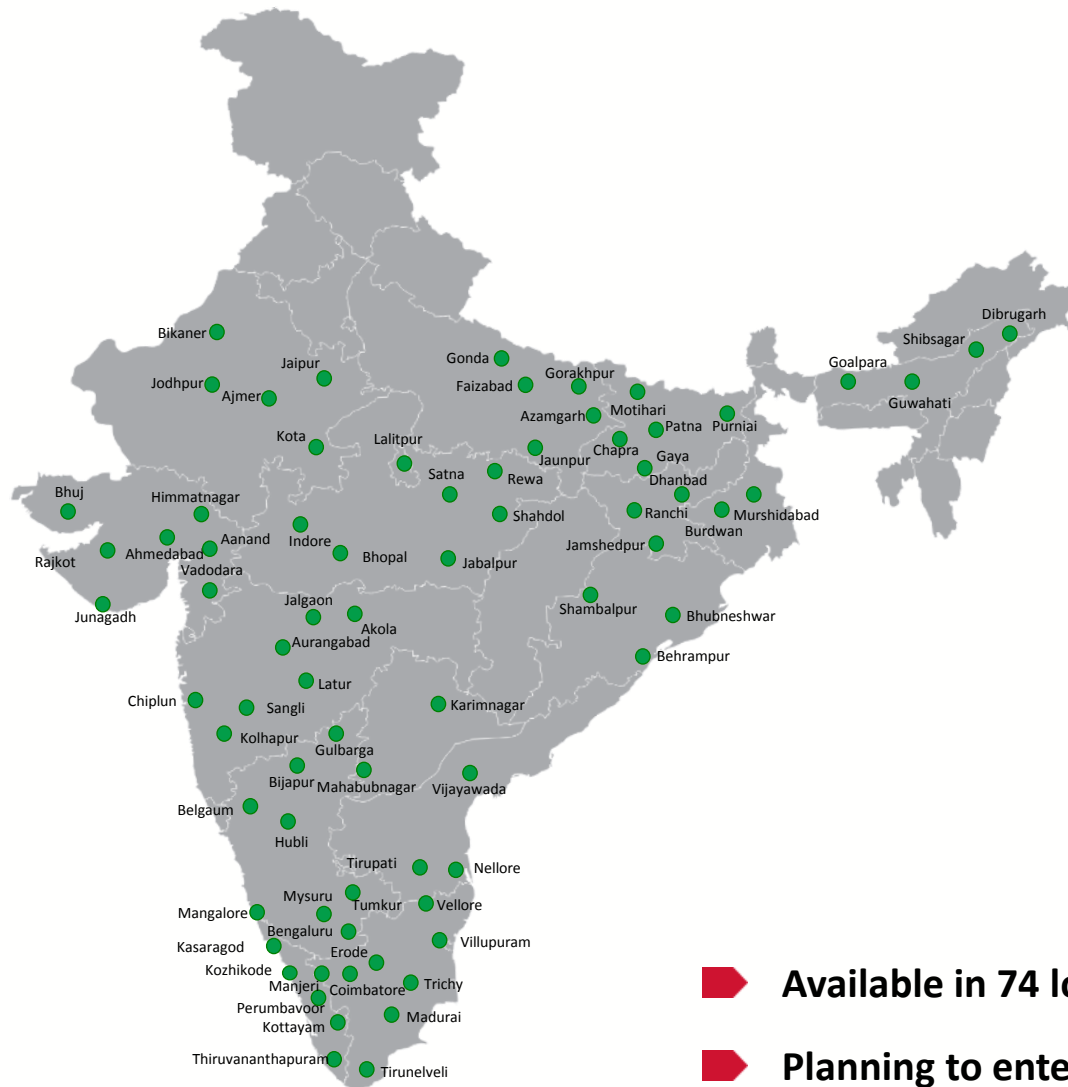 Bikaner
Dibrugarh
Shibsagar
Gonda
Goalpara
Jaipur
Gorakhpur
Jodhpur
Faizabad
Ajmer
Guwahati
Motihari
Azamgarh
Purniai
Patna
Kota
Lalitpur
Chapra
Jaunpur
Gaya
Satna
Rewa
Dhanbad
Bhuj
Himmatnagar
Shahdol
Ranchi
Murshidabad
Burdwan
Aanand
Indore
Jamshedpur
Ahmedabad
Bhopal
Rajkot
Jabalpur
Vadodara
Jalgaon
Shambalpur
Junagadh
Akola
Bhubneshwar
Aurangabad
Behrampur
Latur
Chiplun
Sangli
Karimnagar
Kolhapur
Gulbarga
Bijapur
Mahabubnagar
Vijayawada
Belgaum
Hubli
Tirupati
Nellore
Mysuru
Tumkur
Vellore
Mangalore
Bengaluru
Villupuram
Kasaragod
Erode
Kozhikode
Manjeri
Coimbatore
Trichy
Perumbavoor
Madurai
Kottayam
Thiruvananthapuram
Tirunelveli
Available in 74 lo
Planning to ente